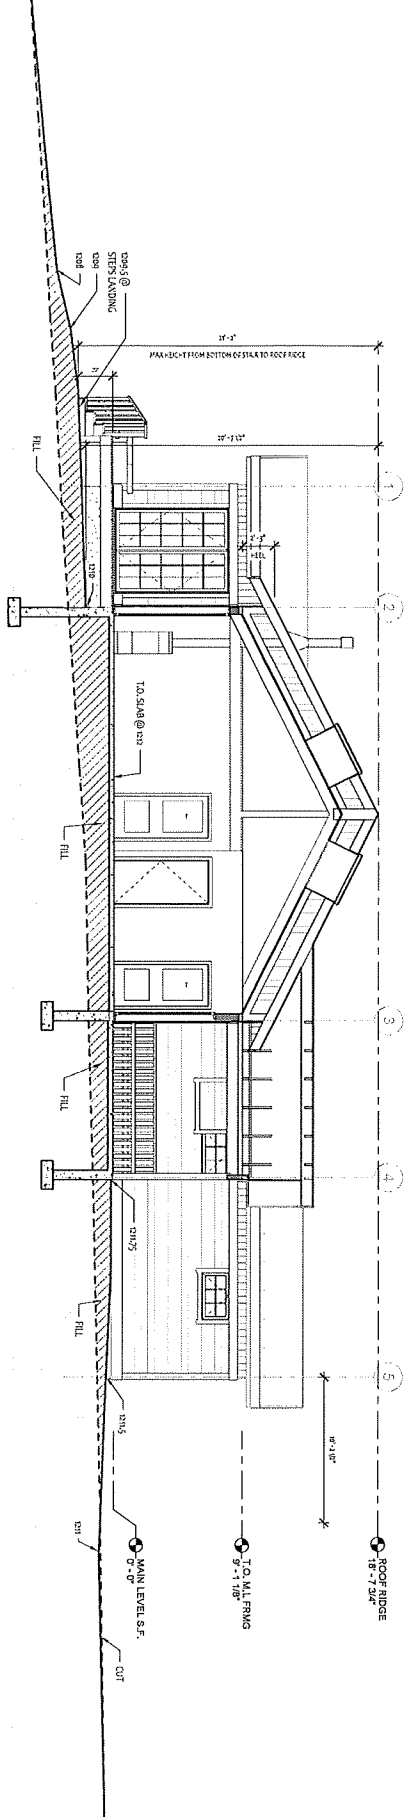 1208
1209
1209.5 @
STEPS LANDING
MAX HEIGHT FROM BOTTOM OF STAIR TO ROOF RIDGE
FILL
1210
1
2
T.O. SLAB @ 1212
FILL
3
FILL
4
1211.75
FILL
5
1211.5
1211
CUT
ROOF RIDGE
18' - 7 3/4"
T.O. M.L FRMG
9' - 1 1/8"
MAIN LEVEL S.F.
0' - 0"